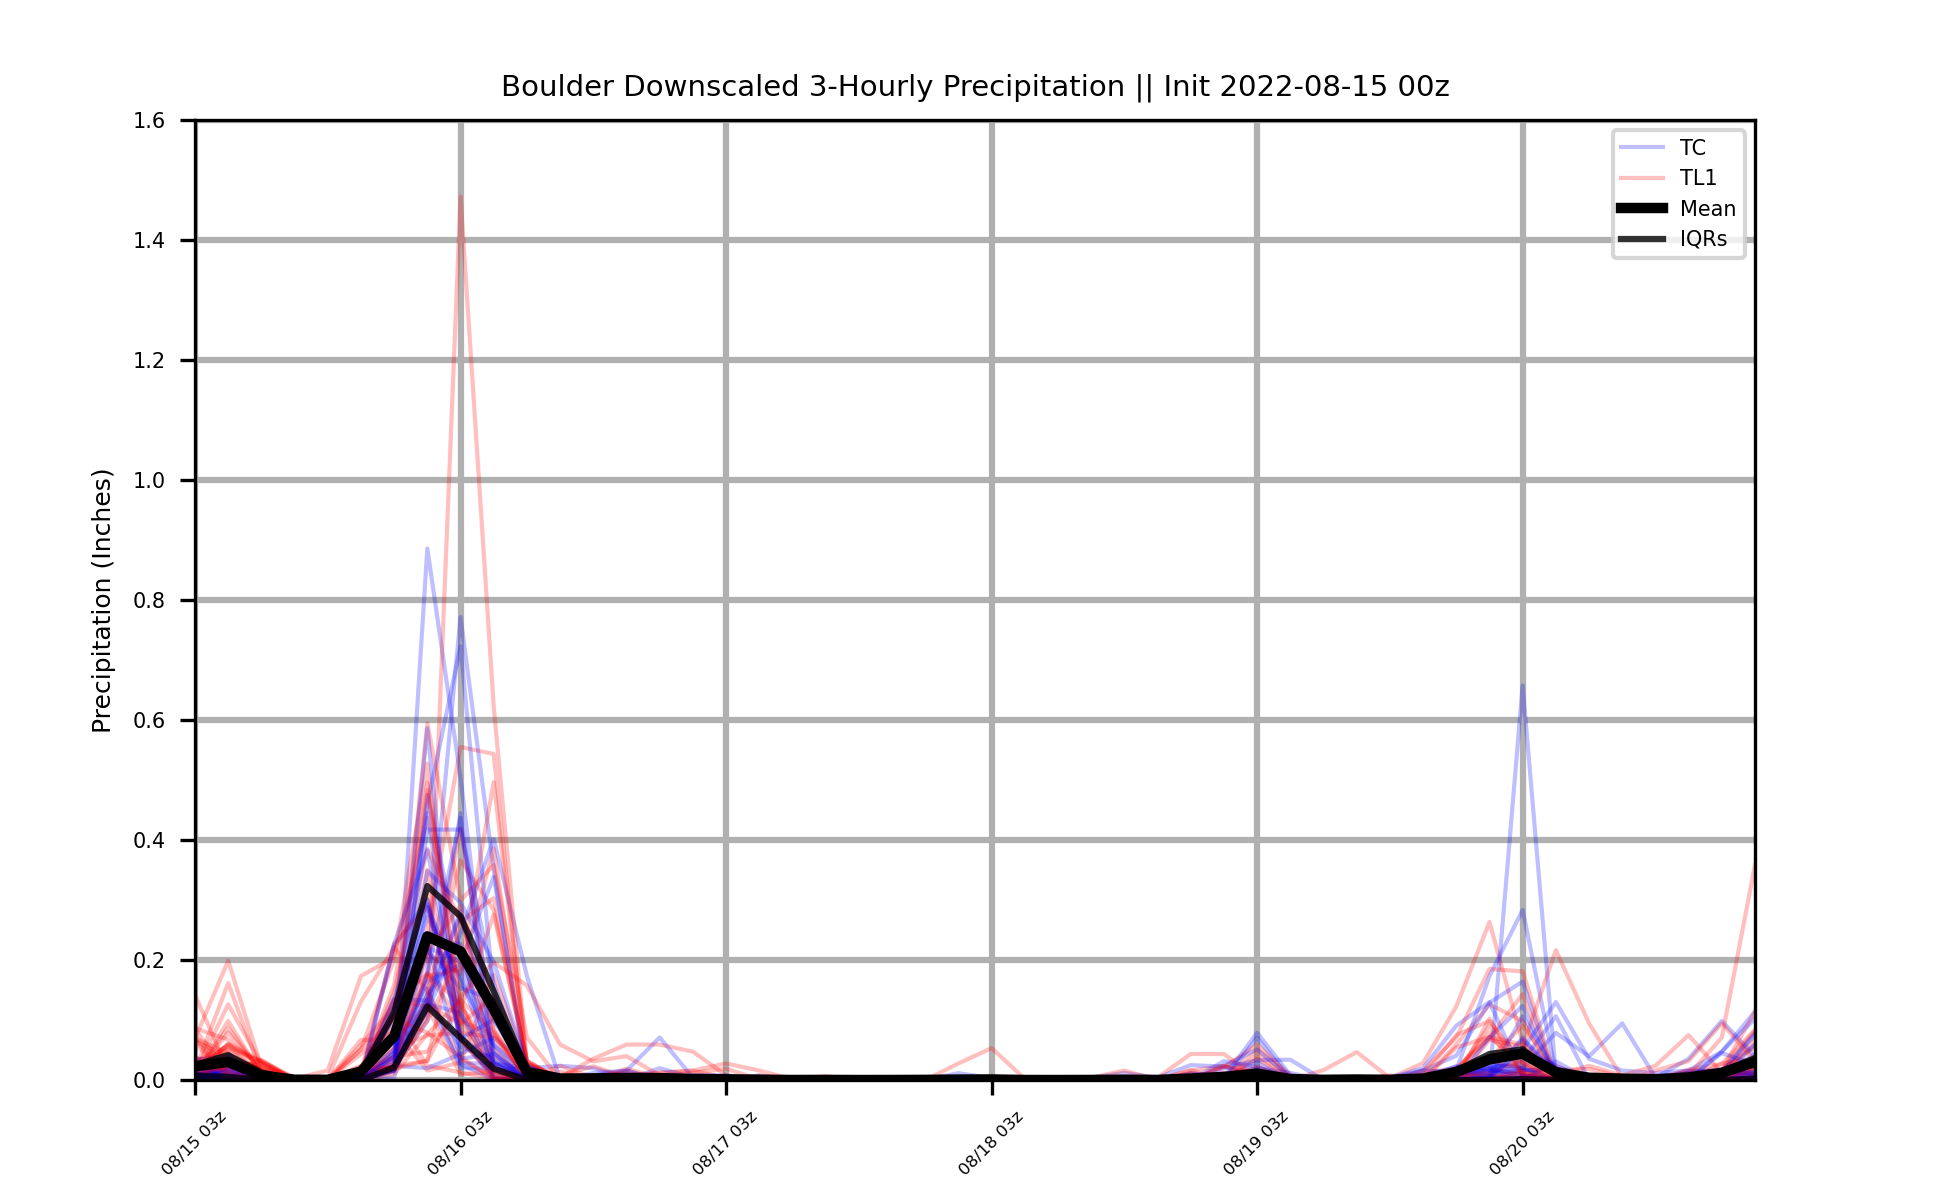 Boulder Downscaled 3-Hourly Precipitation || Init 2022-08-15 00z
1.6
1.4
1.2
1.0
0.8
0.6
0.4
0.2
0.0
Precipitation (Inches)
TC
TL1
Mean
IQRs
08/15 03z
08/16 03z
08/17 03z
08/18 03z
08/19 03z
08/20 03z